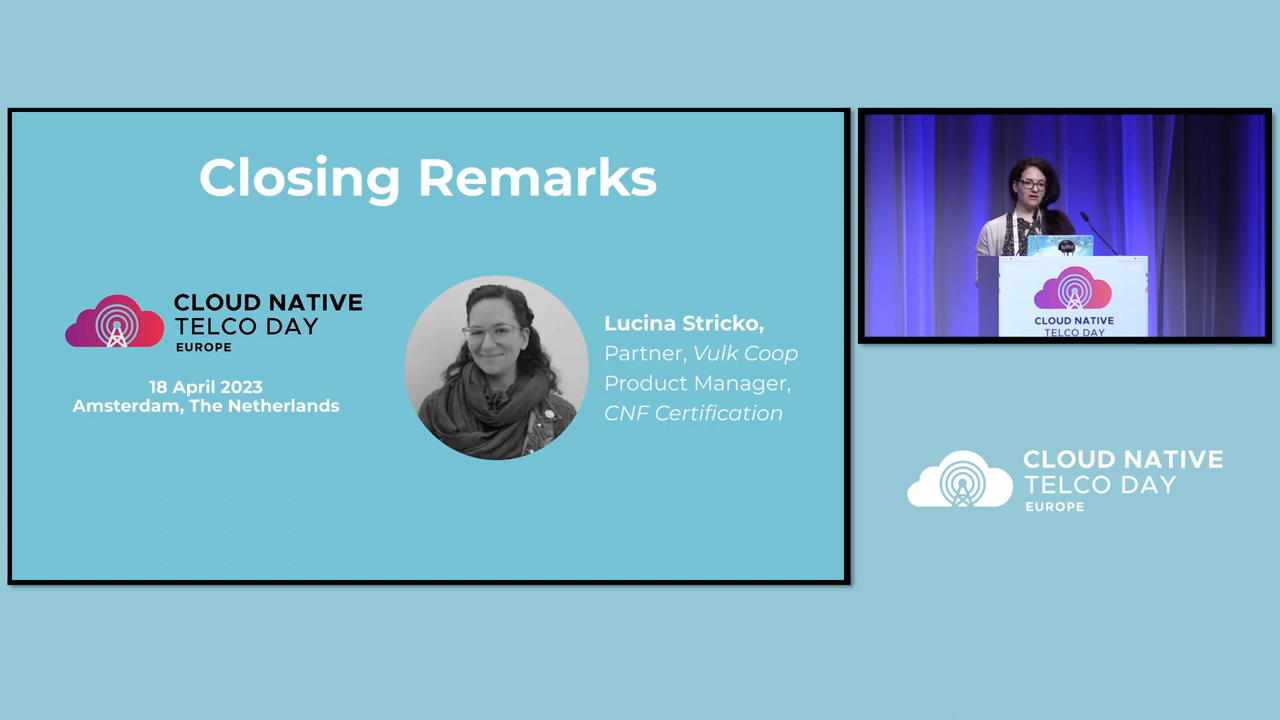 Closing Remarks
CLOUD NATIVE
TELCO DAY
EUROPE
18 April 2023
Amsterdam, The Netherlands
Lucina Stricko,
Partner, Vulk Coop
Product Manager,
CNF Certification
CLOUD NATIVE
TELCO DAY
CLOUD NATIVE
TELCO DAY
EUROPE